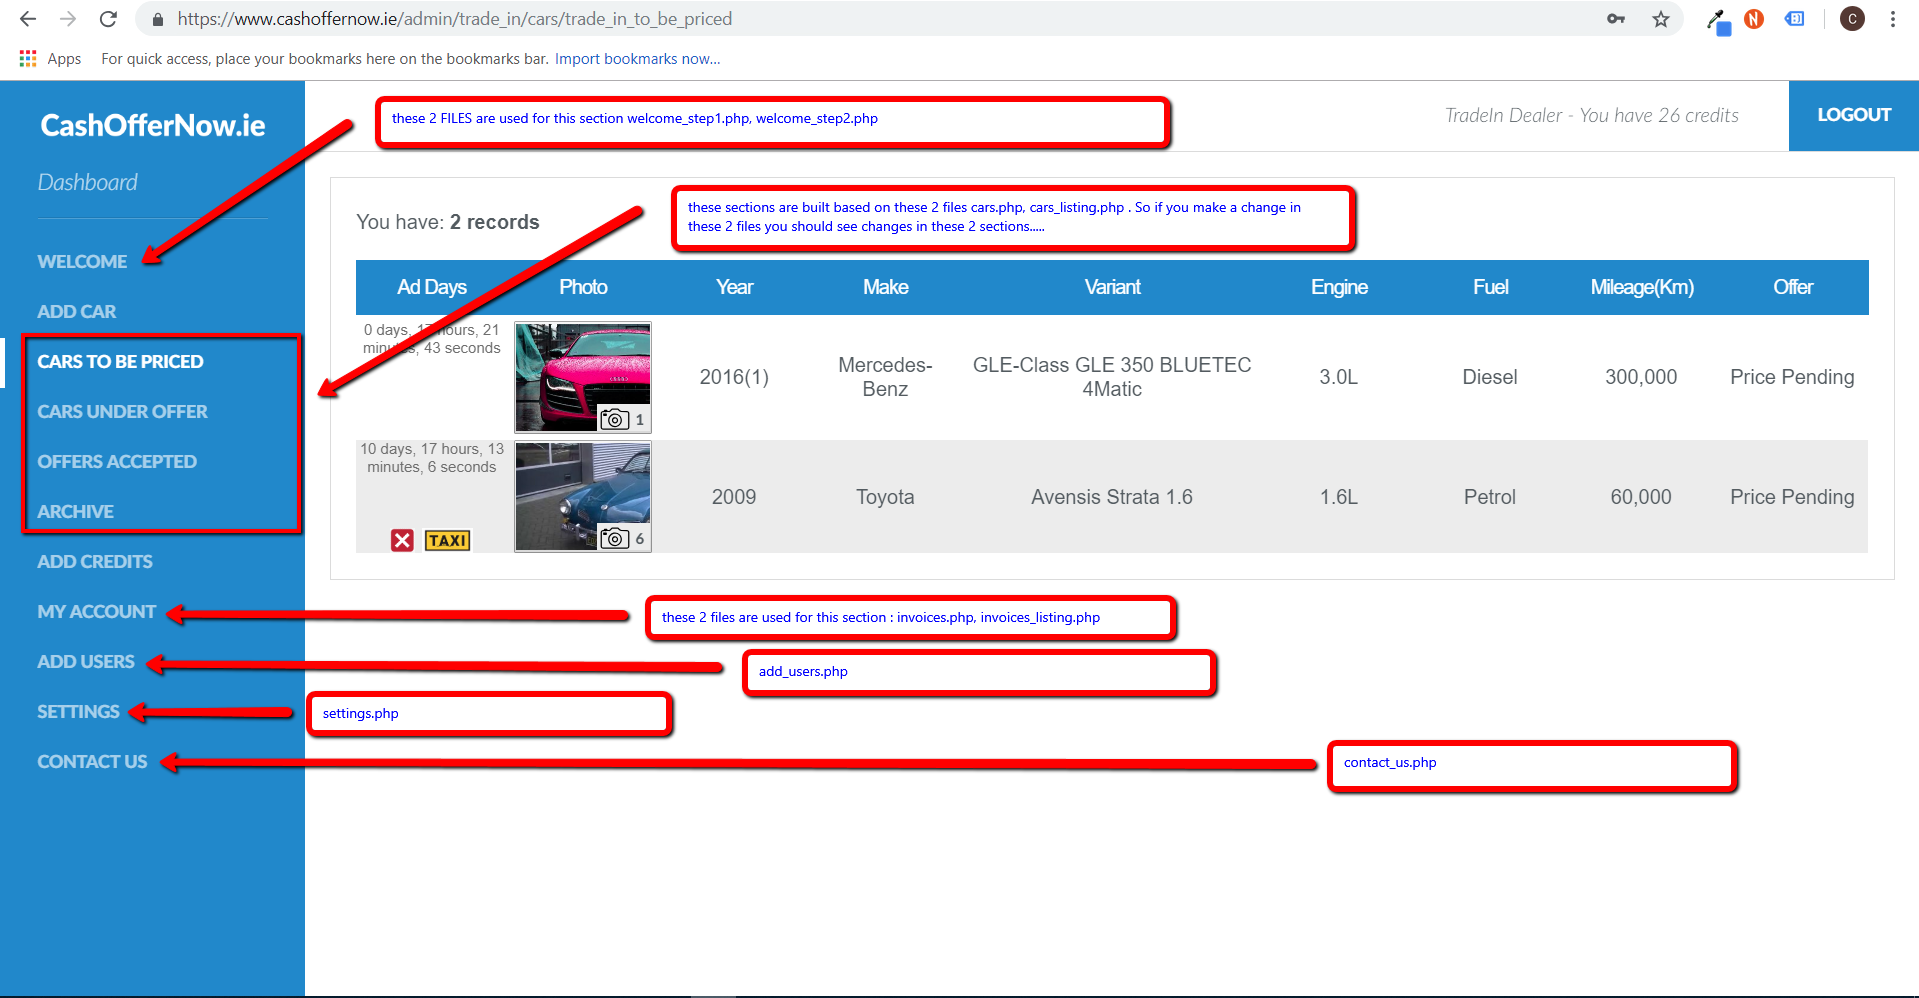 https://www.cashoffernow.ie/admin/trade_in/cars/trade_in_to_be_priced
N
C
Apps
For quick access, place your bookmarks here on the bookmarks bar. Import bookmarks now...
CashOfferNow.ie
Dashboard
WELCOME
ADD CAR
CARS TO BE PRICED
CARS UNDER OFFER
OFFERS ACCEPTED
ARCHIVE
ADD CREDITS
MY ACCOUNT
ADD USERS
SETTINGS
CONTACT US
these 2 FILES are used for this section welcome_step1.php, welcome_step2.php
TradeIn Dealer - You have 26 credits
LOGOUT
these sections are built based on these 2 files cars.php, cars_listing.php . So if you make a change in
these 2 files you should see changes in these 2 sections.....
You have: 2 records
Ad Days Photo Year Make Variant Engine Fuel Mileage(Km) Offer
0 days, 17 hours, 21
minutes, 43 seconds
1
2016(1)
Mercedes-
Benz
GLE-Class GLE 350 BLUETEC
4Matic
3.0L
Diesel
300,000
Price Pending
10 days, 17 hours, 13
minutes, 6 seconds
TAXI
6
2009
Toyota
Avensis Strata 1.6
1.6L
Petrol
60,000
Price Pending
these 2 files are used for this section : invoices.php, invoices_listing.php
add_users.php
settings.php
contact_us.php